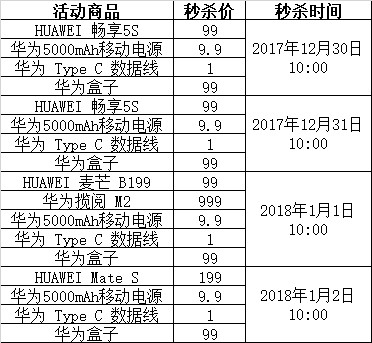 活动商品 秒杀价 秒杀时间
HUAWEI 畅享5S 99
华为5000mAh移动电源 9.9
华为 Type C 数据线 1
华为盒子 99
2017年12月30日
10:00
HUAWEI 畅享5S 99
华为5000mAh移动电源 9.9
华为 Type C 数据线 1
华为盒子 99
2017年12月31日
10:00
HUAWEI 麦芒 B199 99
华为揽阅 M2 999
华为5000mAh移动电源 9.9
华为 Type C 数据线 1
2018年1月1日
10:00
HUAWEI Mate S 199
华为5000mAh移动电源 9.9
华为 Type C 数据线 1
华为盒子 99
2018年1月2日
10:00